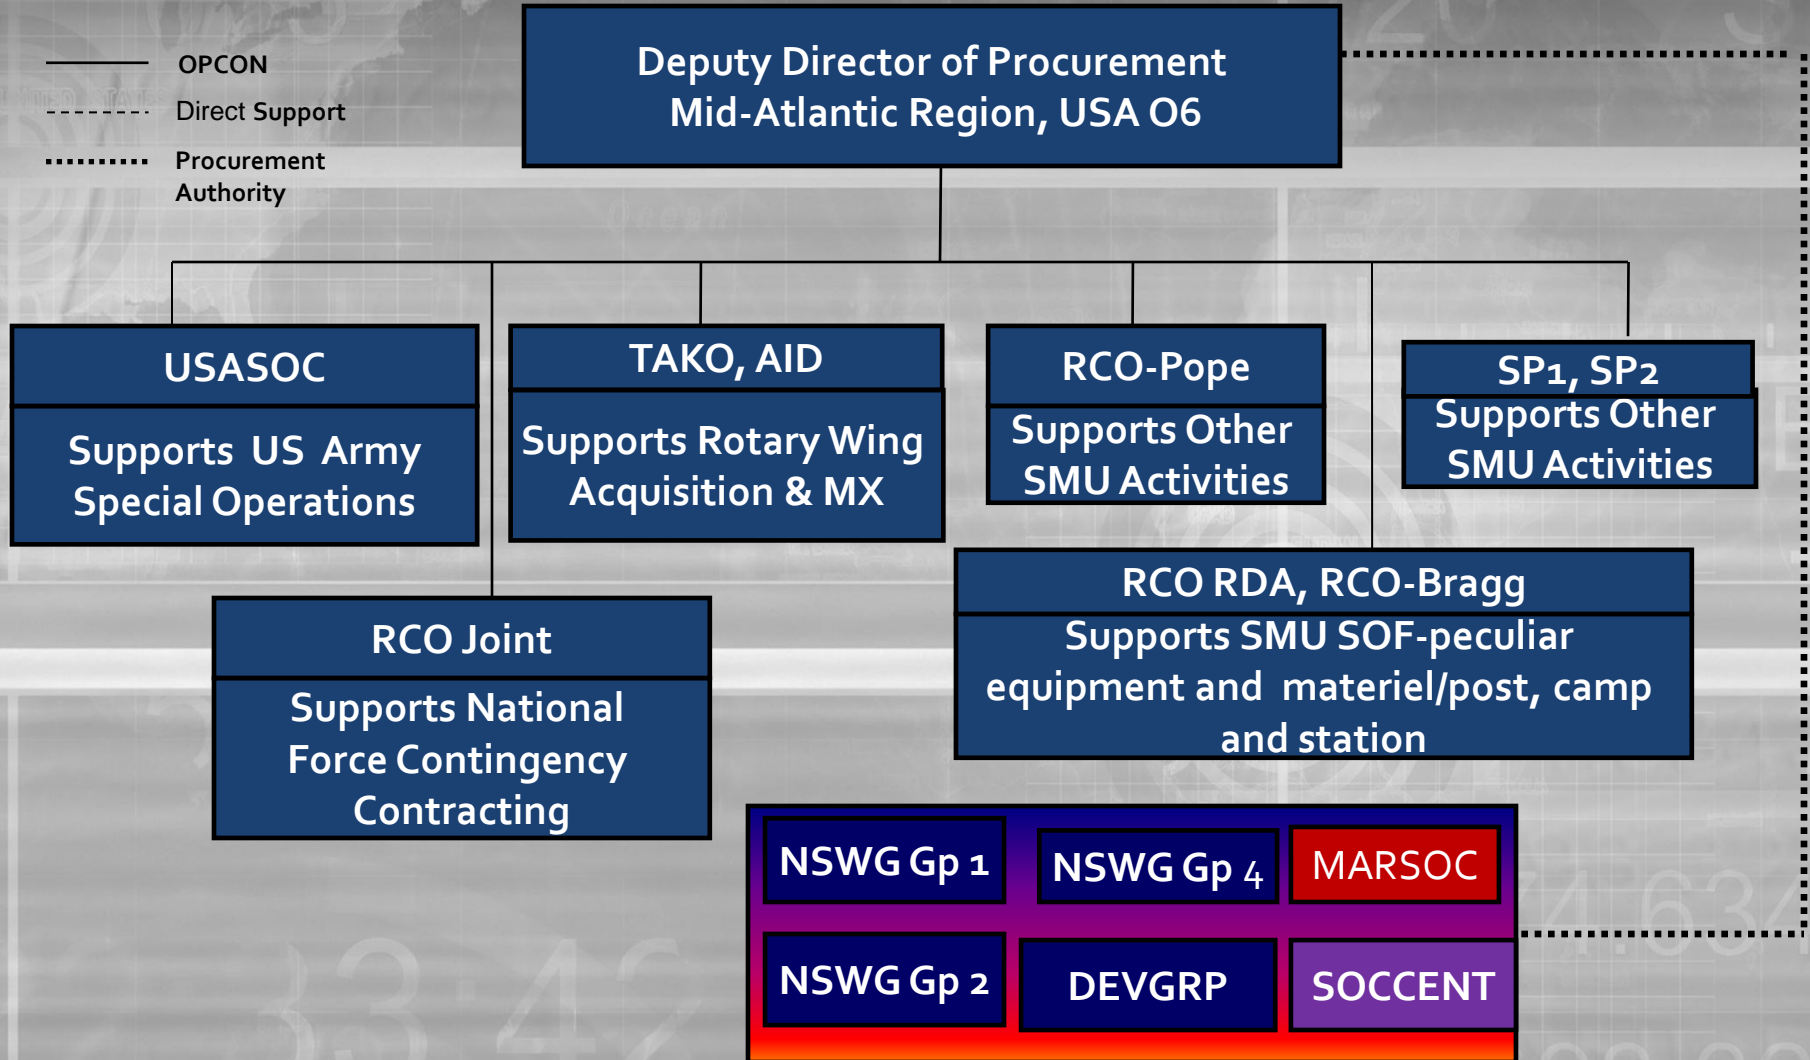 OPCON
Direct Support
Procurement
Authority
Deputy Director of Procurement
Mid-Atlantic Region, USA O6
USASOC
Supports US Army
Special Operations
TAKO, AID
Supports Rotary Wing
Acquisition & MX
RCO-Pope
Supports Other
SMU Activities
SP1, SP2
Supports Other
SMU Activities
RCO Joint
Supports National
Force Contingency
Contracting
RCO RDA, RCO-Bragg
Supports SMU SOF-peculiar
equipment and materiel/post, camp
and station
NSWG Gp 1
NSWG Gp 4
MARSOC
NSWG Gp 2
DEVGRP
SOCCENT